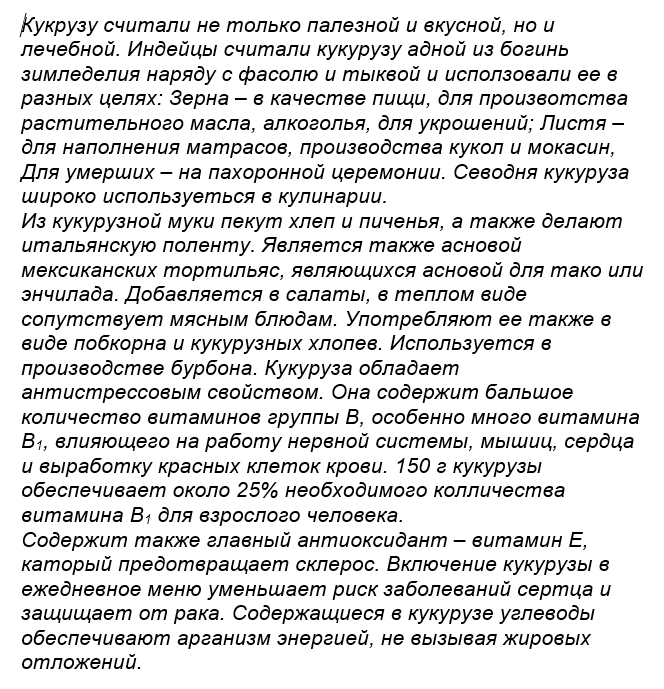 Кукрузу считали не только палезной и вкусной, но и
лечебной. Индейцы считали кукурузу адной из богинь
зимледелия наряду с фасолю и тыквой и исползовали ее в
разных целях: Зерна – в качестве пищи, для произвотства
растительного масла, алкоголья, для укрошений; Листя –
для наполнения матрасов, производства кукол и мокасин,
Для умерших – на пахоронной церемонии. Севодня кукуруза
широко используеться в кулинарии.
Из кукурузной муки пекут хлеп и пиченья, а также делают
итальянскую поленту. Является также асновой
мексиканских тортильяс, являющихся асновой для тако или
энчилада. Добавляется в салаты, в теплом виде
сопутствует мясным блюдам. Употребляют ее также в
виде побкорна и кукурузных хлопев. Используется в
производстве бурбона. Кукуруза обладает
антистрессовым свойством. Она содержит бальшое
количество витаминов группы В, особенно много витамина
В₁, влияющего на работу нервной системы, мышиц, сердца
и выработку красных клеток крови. 150 г кукурузы
обеспечивает около 25% необходимого колличества
витамина В₁ для взрослого человека.
Содержит также главный антиоксидант – витамин Е,
каторый предотвращает склерос. Включение кукурузы в
ежедневное меню уменьшает риск заболеваний сертца и
защищает от рака. Содержащиеся в кукурузе углеводы
обеспечивают арганизм энергией, не вызывая жировых
отложений.